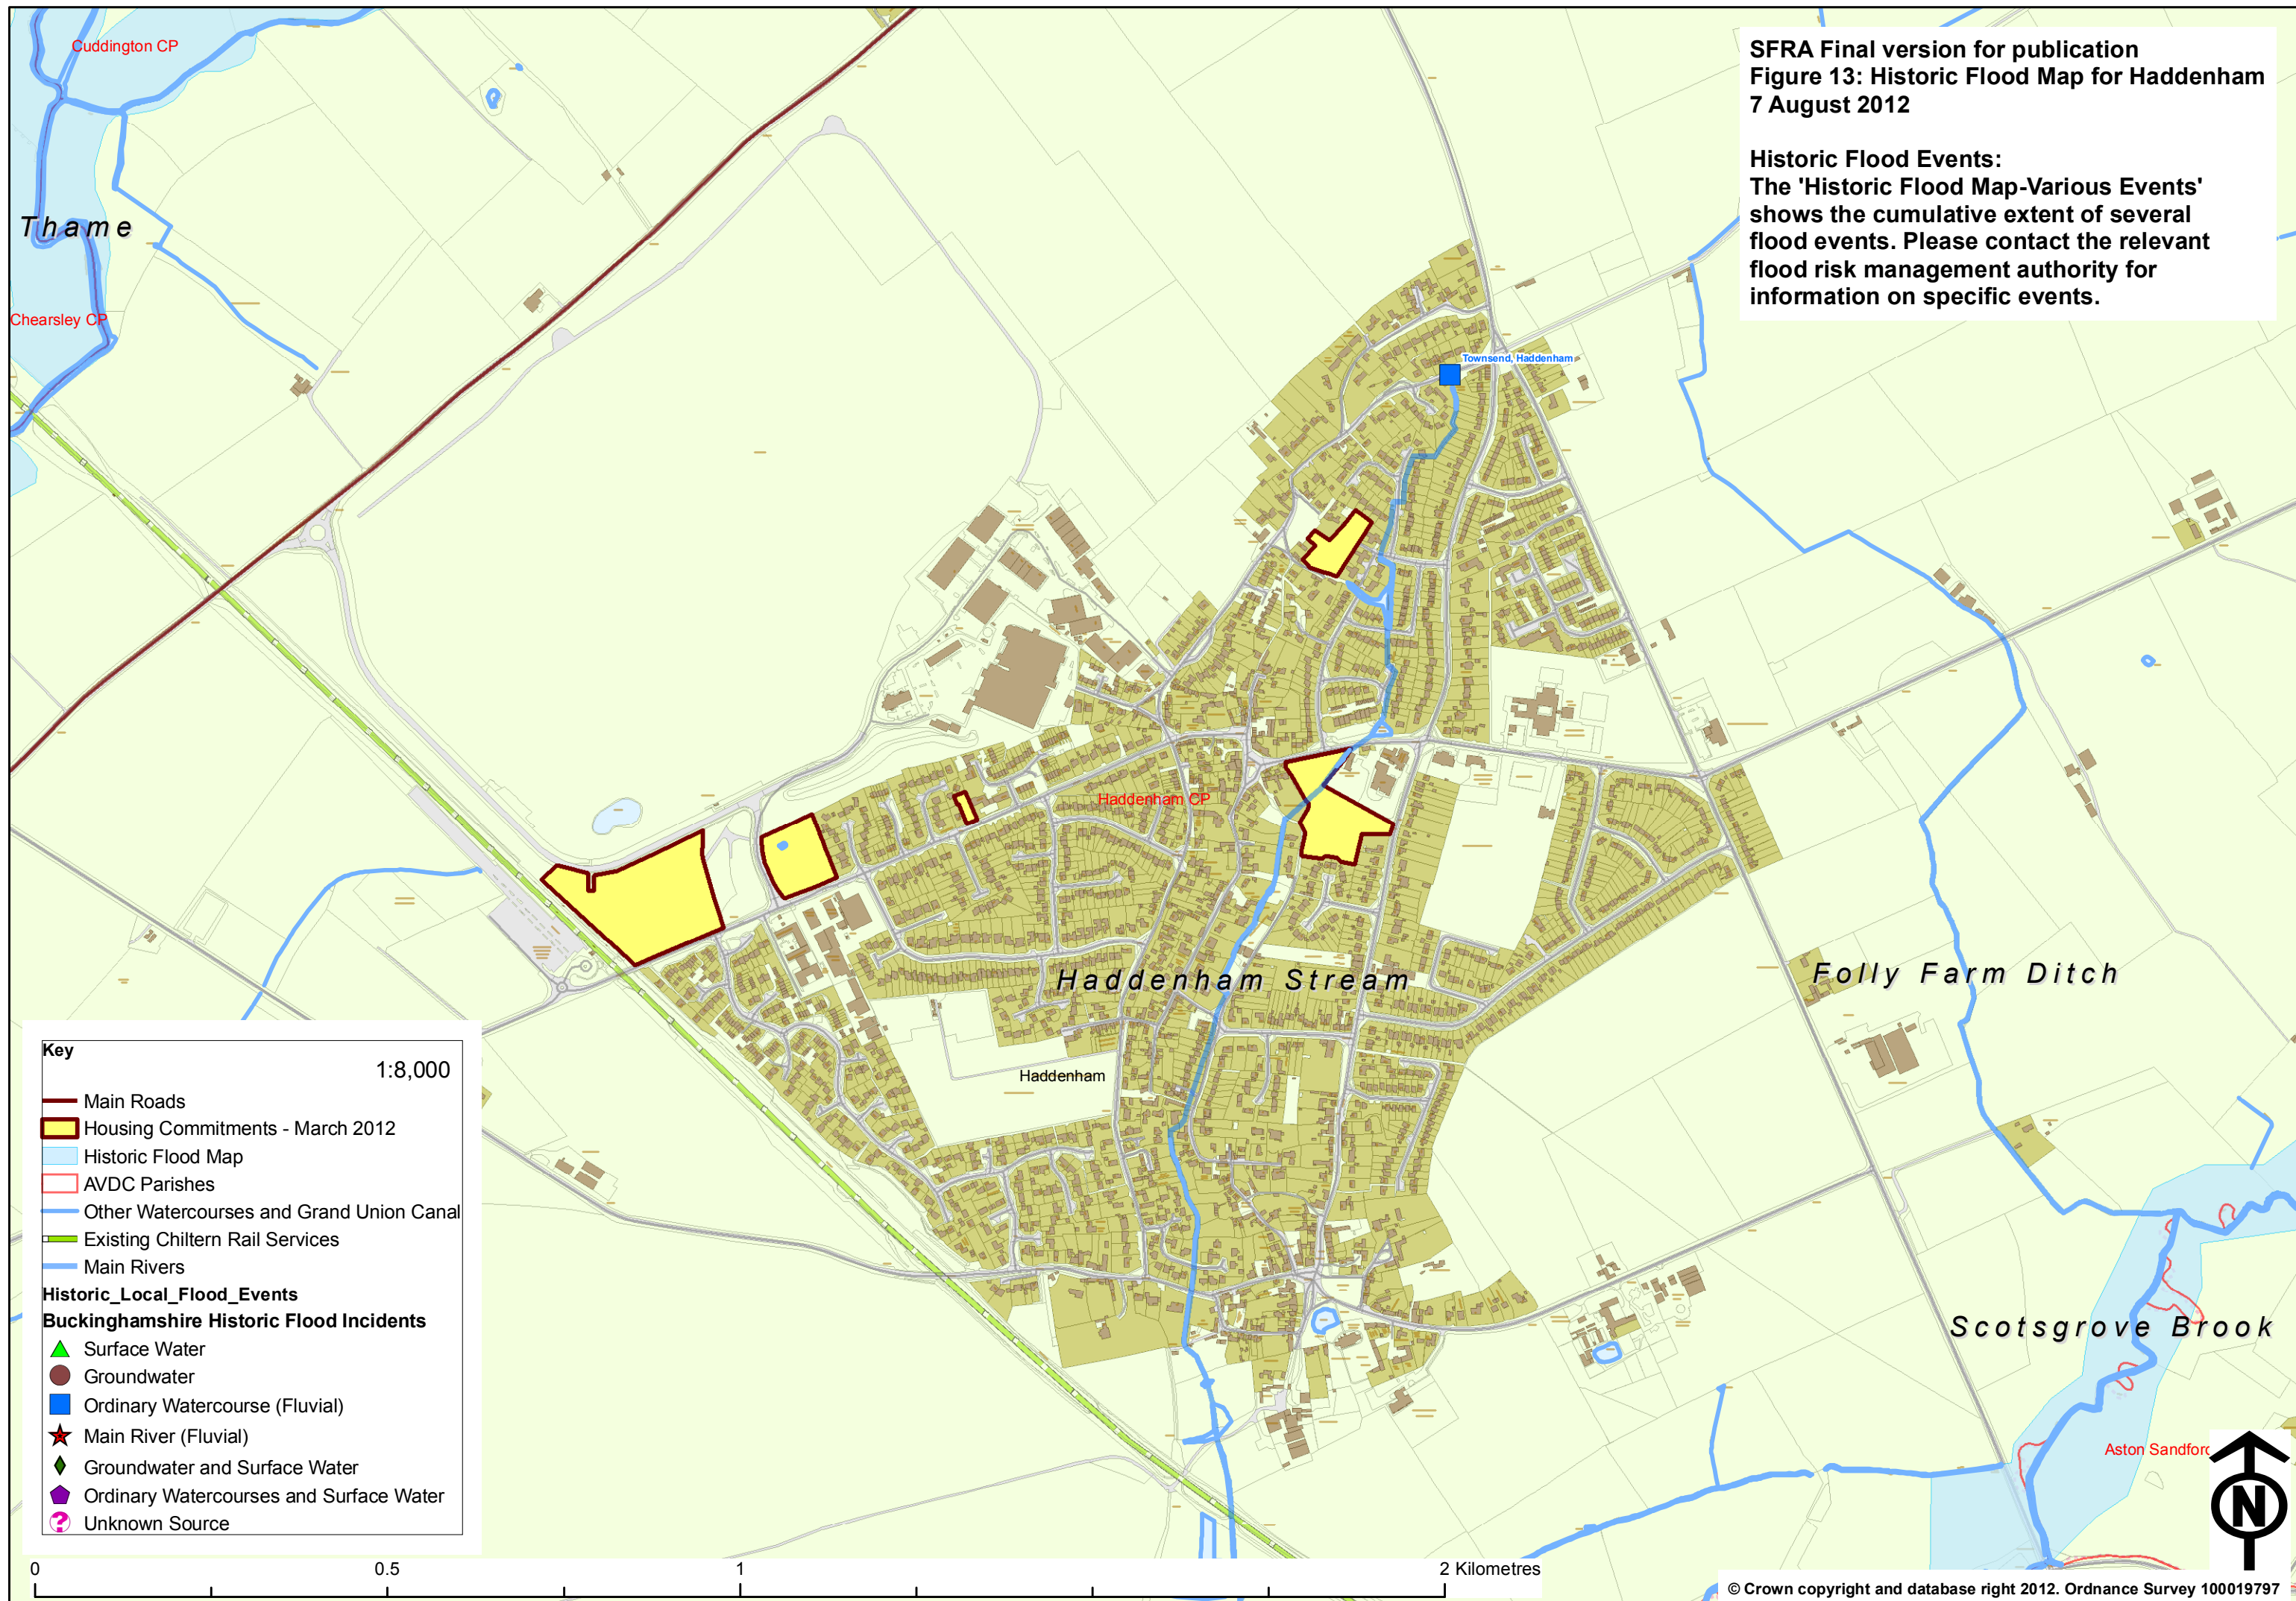 Cuddington CP
SFRA Final version for publication
Figure 13: Historic Flood Map for Haddenham
7 August 2012
Historic Flood Events:
The 'Historic Flood Map-Various Events'
shows the cumulative extent of several
flood events. Please contact the relevant
flood risk management authority for
information on specific events.
Thame
Chearsley CP
Townsend, Haddenham
Haddenham CP
Haddenham Stream
Folly Farm Ditch
Haddenham
Scotsgrove Brook
Aston Sandford
Key
1:8,000
Main Roads
Housing Commitments - March 2012
Historic Flood Map
AVDC Parishes
Other Watercourses and Grand Union Canal
Existing Chiltern Rail Services
Main Rivers
Historic_Local_Flood_Events
Buckinghamshire Historic Flood Incidents
Surface Water
Groundwater
Ordinary Watercourse (Fluvial)
Main River (Fluvial)
Groundwater and Surface Water
Ordinary Watercourses and Surface Water
? Unknown Source
N
0 0.5 1 2 Kilometres
© Crown copyright and database right 2012. Ordnance Survey 100019797